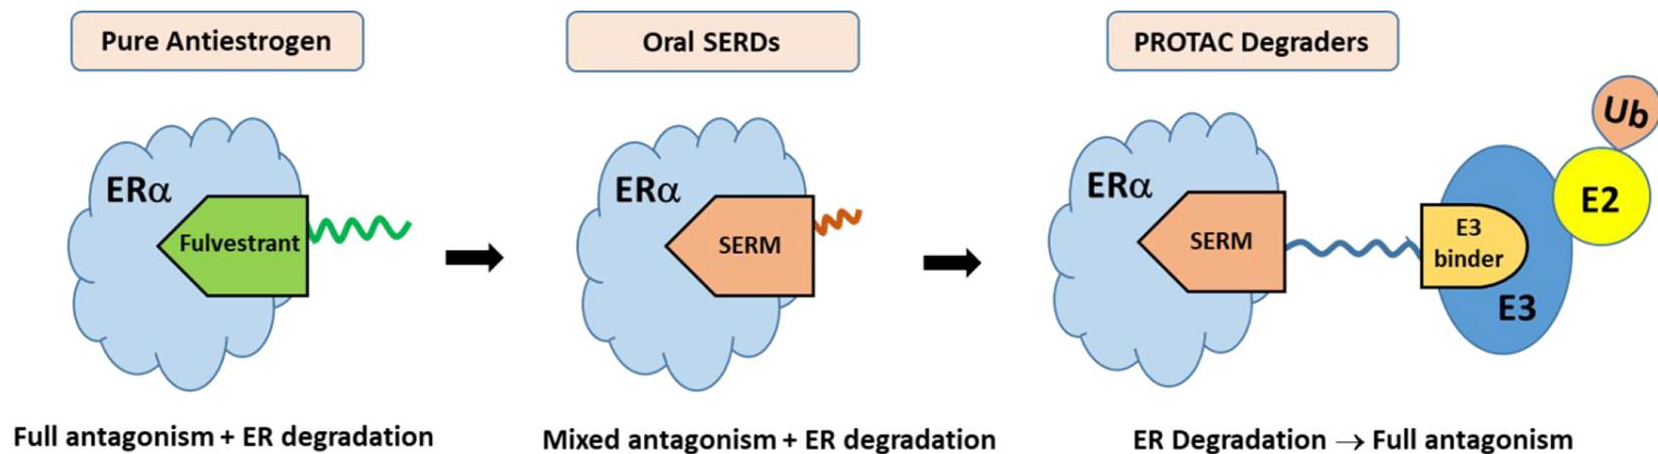 Pure Antiestrogen
Oral SERDs
PROTAC Degraders
ERα
Fulvestrant
ERα
SERM
ERα
SERM
E3
binder
E3
E2
Ub
Full antagonism + ER degradation
Mixed antagonism + ER degradation
ER Degradation → Full antagonism